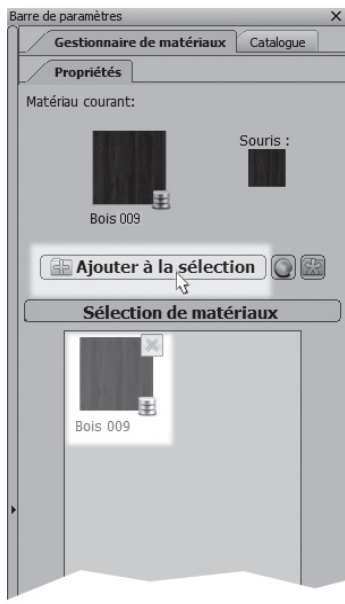 Barre de paramètres
Gestionnaire de matériaux Catalogue
Propriétés
Matériau courant:
Souris :
Bois 009
Ajouter à la sélection
Sélection de matériaux
Bois 009